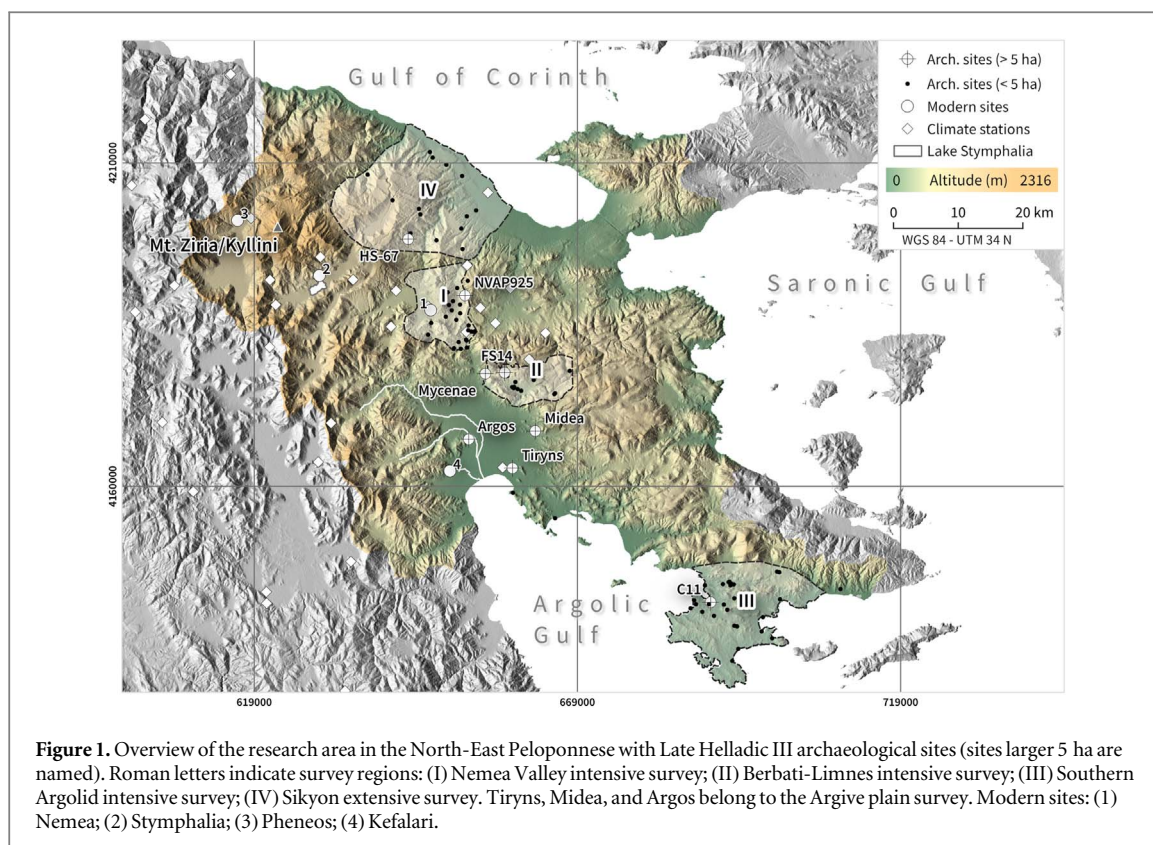 Gulf of Corinth
Arch. sites (> 5 ha)
Arch. sites (< 5 ha)
Modern sites
Climate stations
Lake Stymphalia
0 Altitude (m) 2316
0 10 20 km
WGS 84 - UTM 34 N
4210000
IV
3
Mt. Ziria/Kyllini
HS-67
2
NVAP925
1
I
Saronic Gulf
FS14
II
Mycenae
Midea
Argos
4
Tiryns
4160000
C11
III
Argolic
Gulf
619000
669000
719000
Figure 1. Overview of the research area in the North-East Peloponnese with Late Helladic III archaeological sites (sites larger 5 ha are
named). Roman letters indicate survey regions: (I) Nemea Valley intensive survey; (II) Berbati-Limnes intensive survey; (III) Southern
Argolid intensive survey; (IV) Sikyon extensive survey. Tiryns, Midea, and Argos belong to the Argive plain survey. Modern sites: (1)
Nemea; (2) Stymphalia; (3) Pheneos; (4) Kefalari.